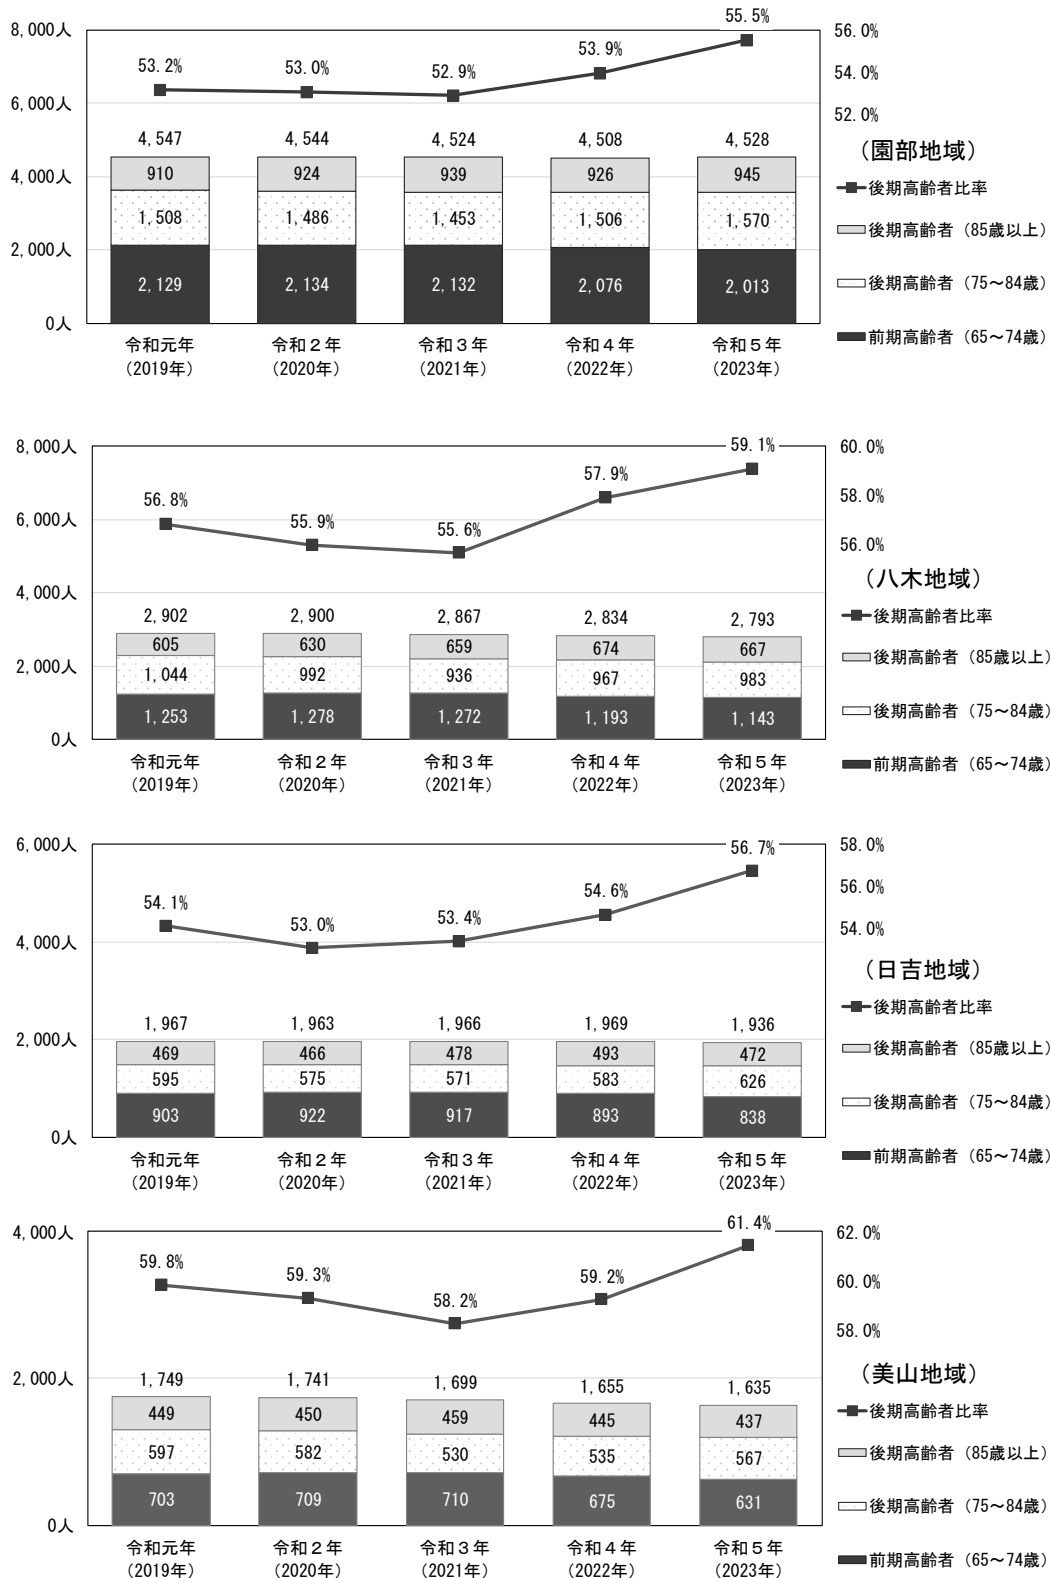 8,000人
6,000人
4,000人
2,000人
0人
53.2%
53.0%
52.9%
53.9%
55.5%
56.0%
54.0%
52.0%
4,547
4,544
4,524
4,508
4,528
910
924
939
926
945
1,508
1,486
1,453
1,506
1,570
2,129
2,134
2,132
2,076
2,013
令和元年
(2019年)
令和2年
(2020年)
令和3年
(2021年)
令和4年
(2022年)
令和5年
(2023年)
（園部地域）
後期高齢者比率
後期高齢者（85歳以上）
後期高齢者（75～84歳）
前期高齢者（65～74歳）
8,000人
6,000人
4,000人
2,000人
0人
56.8%
55.9%
55.6%
57.9%
59.1%
60.0%
58.0%
56.0%
2,902
2,900
2,867
2,834
2,793
605
630
659
674
667
1,044
992
936
967
983
1,253
1,278
1,272
1,193
1,143
令和元年
(2019年)
令和2年
(2020年)
令和3年
(2021年)
令和4年
(2022年)
令和5年
(2023年)
（八木地域）
後期高齢者比率
後期高齢者（85歳以上）
後期高齢者（75～84歳）
前期高齢者（65～74歳）
6,000人
4,000人
2,000人
0人
54.1%
53.0%
53.4%
54.6%
56.7%
58.0%
56.0%
54.0%
1,967
1,963
1,966
1,969
1,936
469
466
478
493
472
595
575
571
583
626
903
922
917
893
838
令和元年
(2019年)
令和2年
(2020年)
令和3年
(2021年)
令和4年
(2022年)
令和5年
(2023年)
（日吉地域）
後期高齢者比率
後期高齢者（85歳以上）
後期高齢者（75～84歳）
前期高齢者（65～74歳）
4,000人
2,000人
0人
59.8%
59.3%
58.2%
59.2%
61.4%
62.0%
60.0%
58.0%
1,749
1,741
1,699
1,655
1,635
449
450
459
445
437
597
582
530
535
567
703
709
710
675
631
令和元年
(2019年)
令和2年
(2020年)
令和3年
(2021年)
令和4年
(2022年)
令和5年
(2023年)
（美山地域）
後期高齢者比率
後期高齢者（85歳以上）
後期高齢者（75～84歳）
前期高齢者（65～74歳）